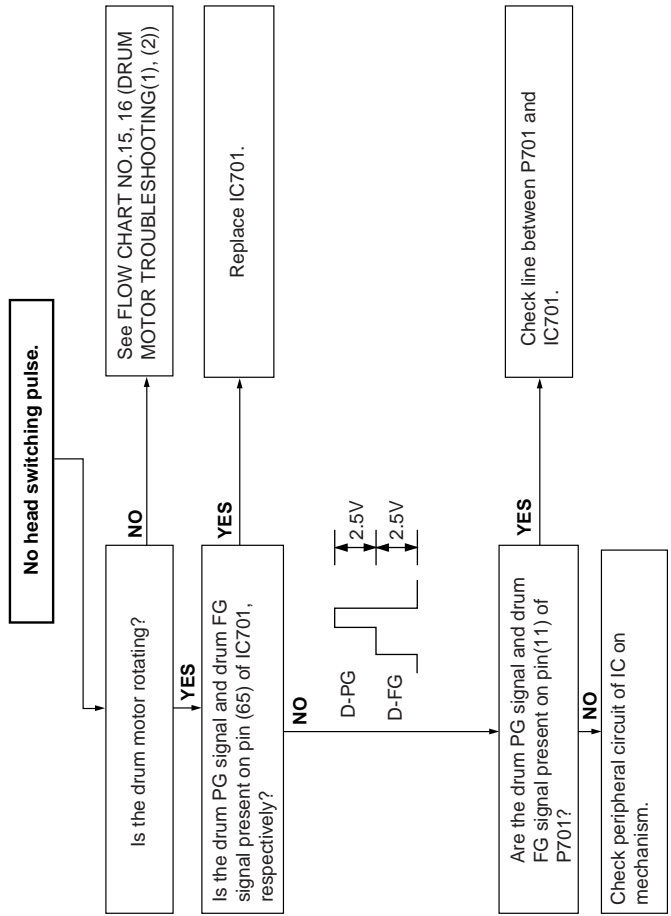 No head switching pulse.
Is the drum motor rotating?
NO
See FLOW CHART NO.15, 16 (DRUM
MOTOR TROUBLESHOOTING(1), (2))
YES
Is the drum PG signal and drum FG
signal present on pin (65) of IC701,
respectively?
YES
Replace IC701.
NO
D-PG
D-FG
2.5V
2.5V
Are the drum PG signal and drum
FG signal present on pin(11) of
P701?
YES
Check line between P701 and
IC701.
NO
Check peripheral circuit of IC on
mechanism.